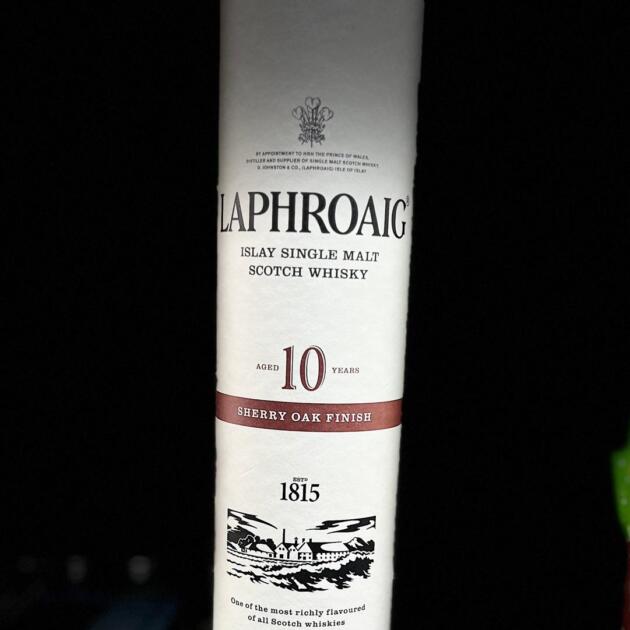 BY APPOINTMENT TO HRH THE PRINCE OF WALES,
DISTILLER AND SUPPLIER OF SINGLE MALT SCOTCH WHISKY,
D. JOHNSTON & CO., (LAPHROAIG) ISLE OF ISLAY
LAPHROAIG®
ISLAY SINGLE MALT
SCOTCH WHISKY
AGED 10 YEARS
SHERRY OAK FINISH
ESTD
1815
One of the most richly flavoured
of all Scotch whiskies